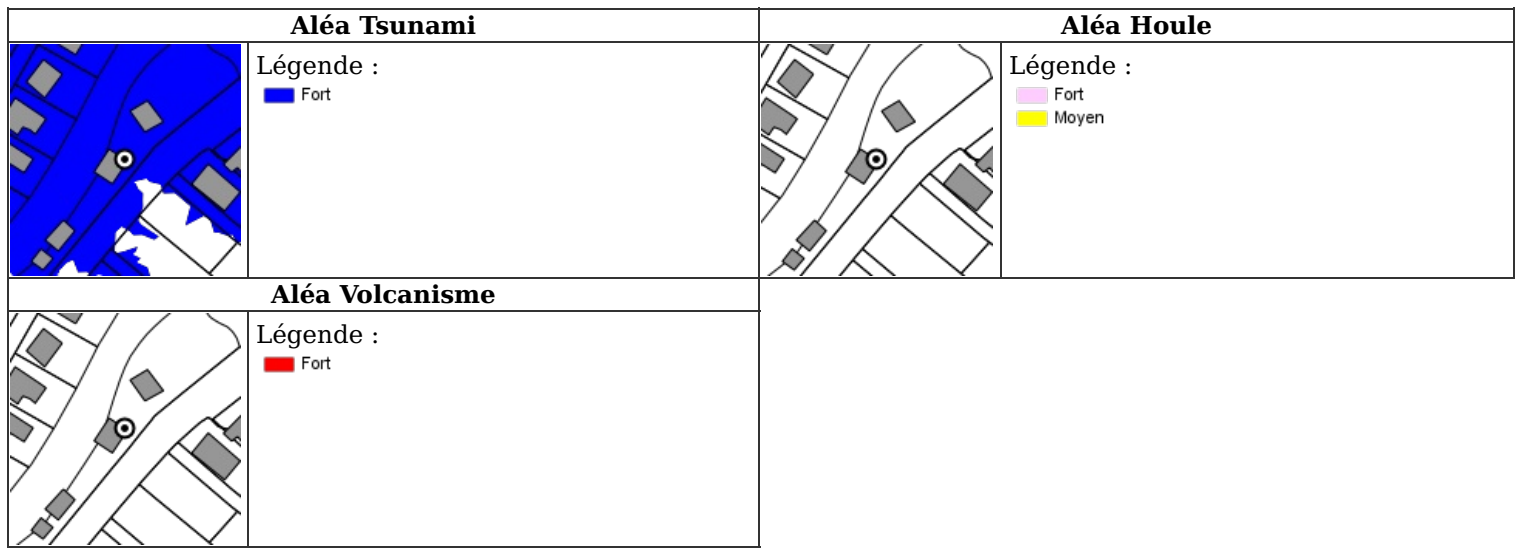 Aléa Tsunami
Légende :
Fort
Aléa Houle
Légende :
Fort
Moyen
Aléa Volcanisme
Légende :
Fort